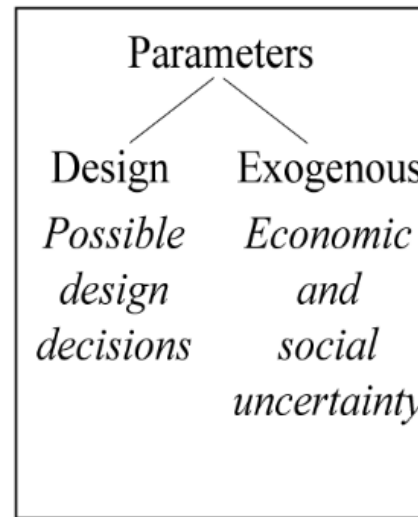 Parameters
Design Exogenous
Possible Economic
design and
decisions social
uncertainty